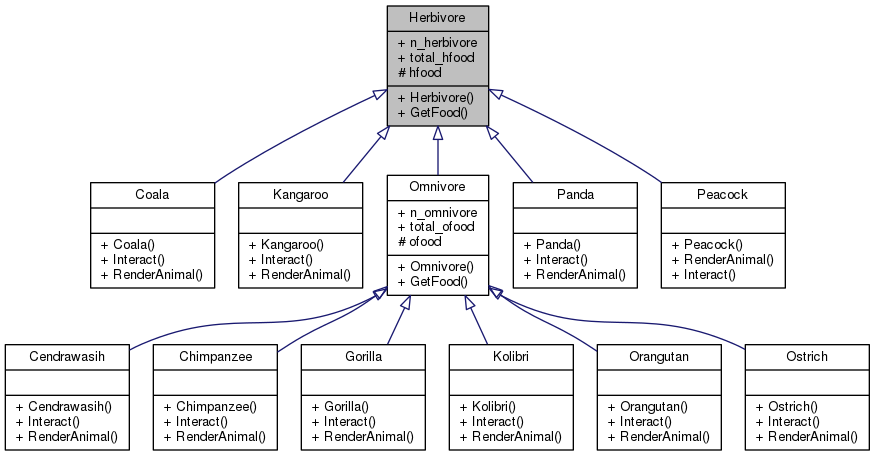 Herbivore
+ n_herbivore
+ total_hfood
# hfood
+ Herbivore()
+ GetFood()
Coala
+ Coala()
+ Interact()
+ RenderAnimal()
Kangaroo
+ Kangaroo()
+ Interact()
+ RenderAnimal()
Omnivore
+ n_omnivore
+ total_ofood
# ofood
+ Omnivore()
+ GetFood()
Panda
+ Panda()
+ Interact()
+ RenderAnimal()
Peacock
+ Peacock()
+ RenderAnimal()
+ Interact()
Cendrawasih
+ Cendrawasih()
+ Interact()
+ RenderAnimal()
Chimpanzee
+ Chimpanzee()
+ Interact()
+ RenderAnimal()
Gorilla
+ Gorilla()
+ Interact()
+ RenderAnimal()
Kolibri
+ Kolibri()
+ Interact()
+ RenderAnimal()
Orangutan
+ Orangutan()
+ Interact()
+ RenderAnimal()
Ostrich
+ Ostrich()
+ Interact()
+ RenderAnimal()